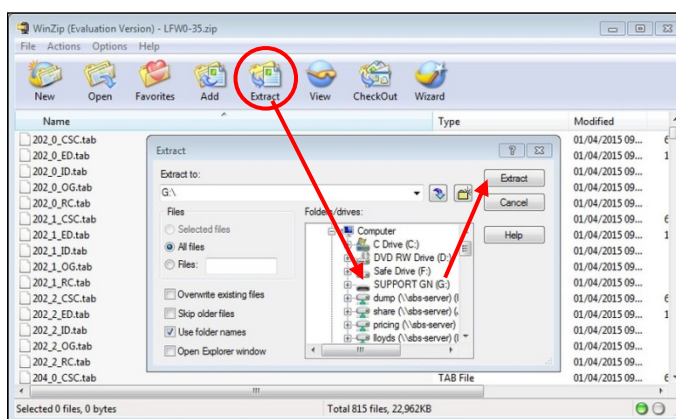 WinZip (Evaluation Version) - LFW0-35.zip
File Actions Options Help
New Open Favorites Add Extract View CheckOut Wizard
Name Type Modified
202_0_CSC.tab 01/04/2015 09... 6
202_0_ED.tab 01/04/2015 09... 1
202_0_ID.tab 01/04/2015 09...
202_0_OG.tab 01/04/2015 09...
202_0_RC.tab 01/04/2015 09...
202_1_CSC.tab 01/04/2015 09... 6
202_1_ED.tab 01/04/2015 09... 1
202_1_ID.tab 01/04/2015 09...
202_1_OG.tab 01/04/2015 09...
202_1_RC.tab 01/04/2015 09...
202_2_CSC.tab 01/04/2015 09... 6
202_2_ED.tab 01/04/2015 09... 1
202_2_ID.tab 01/04/2015 09...
202_2_OG.tab 01/04/2015 09...
202_2_RC.tab 01/04/2015 09...
204_0_CSC.tab TAB File 01/04/2015 09... 6
Extract
Extract to:
G:\
Files
Selected files
All files
Files:
Overwrite existing files
Skip older files
Use folder names
Open Explorer window
Folders/drives:
Computer
C Drive (C:)
DVD RW Drive (D:)
Safe Drive (F:)
SUPPORT GN (G:)
dump (\\sbs-server) (
share (\\sbs-server) (
pricing (\\sbs-server)
lloyds (\\sbs-server) (
Extract
Cancel
Help
Selected 0 files, 0 bytes Total 815 files, 22,962KB